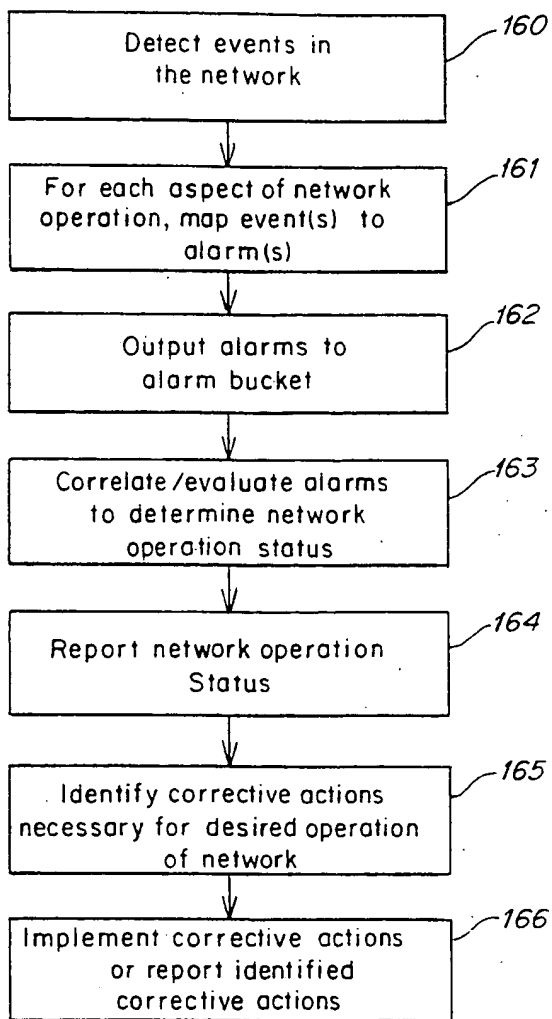 160
Detect events in
the network
161
For each aspect of network
operation, map event(s) to
alarm(s)
162
Output alarms to
alarm bucket
163
Correlate/evaluate alarms
to determine network
operation status
164
Report network operation
Status
165
Identify corrective actions
necessary for desired operation
of network
166
Implement corrective actions
or report identified
corrective actions